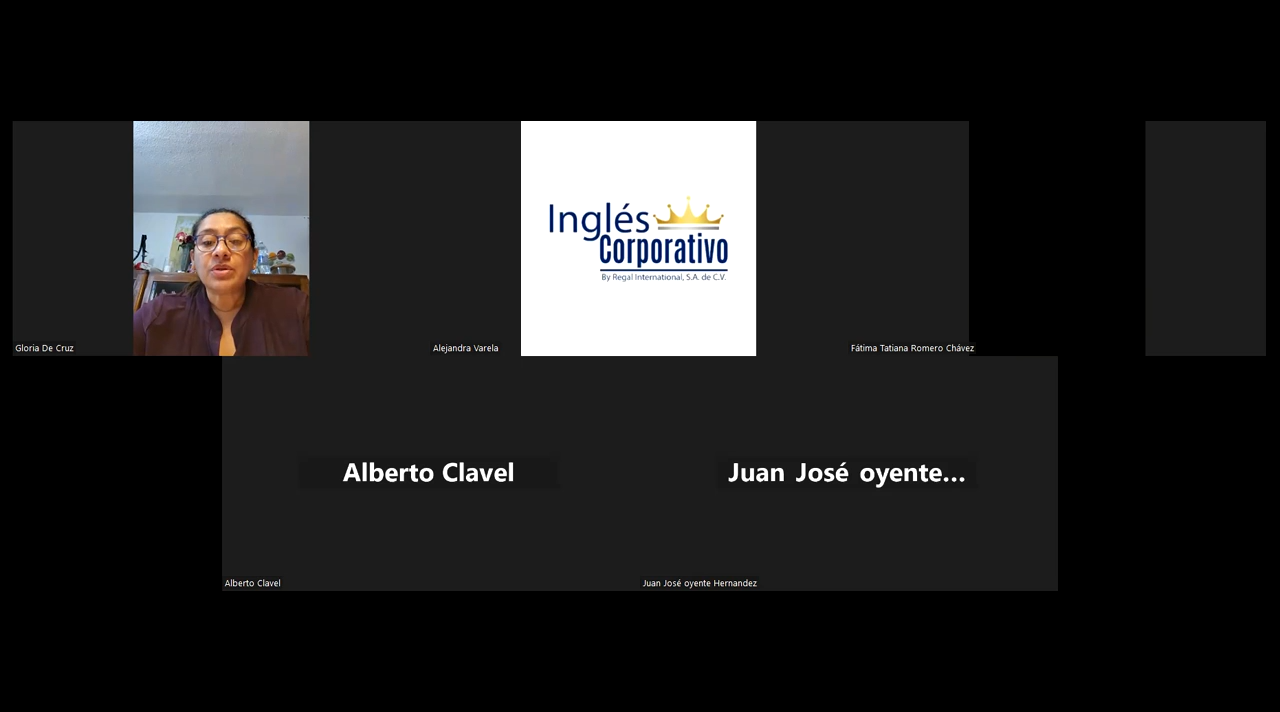 Inglés
Corporativo
By Regal International, S.A. de C.V.
Gloria De Cruz
Alejandra Varela
Fátima Tatiana Romero Chávez
Alberto Clavel
Juan José oyente...
Alberto Clavel
Juan José oyente Hernandez